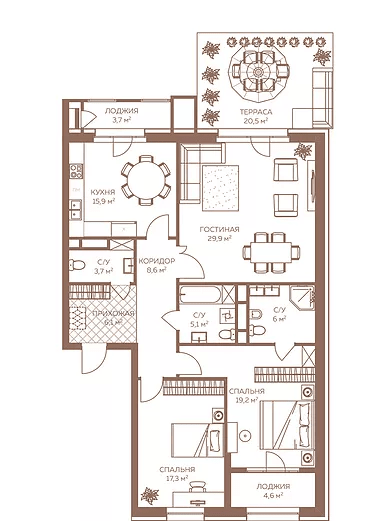 ЛОДЖИЯ
3,7 м²
ТЕРРАСА
20,5 м²
КУХНЯ
15,9 м²
ГОСТИНАЯ
29,9 м²
С/У
3,7 м²
КОРИДОР
8,6 м²
ПРИХОЖАЯ
6,1 м²
С/У
5,1 м²
С/У
6 м²
СПАЛЬНЯ
19,2 м²
СПАЛЬНЯ
17,3 м²
ЛОДЖИЯ
4,6 м²